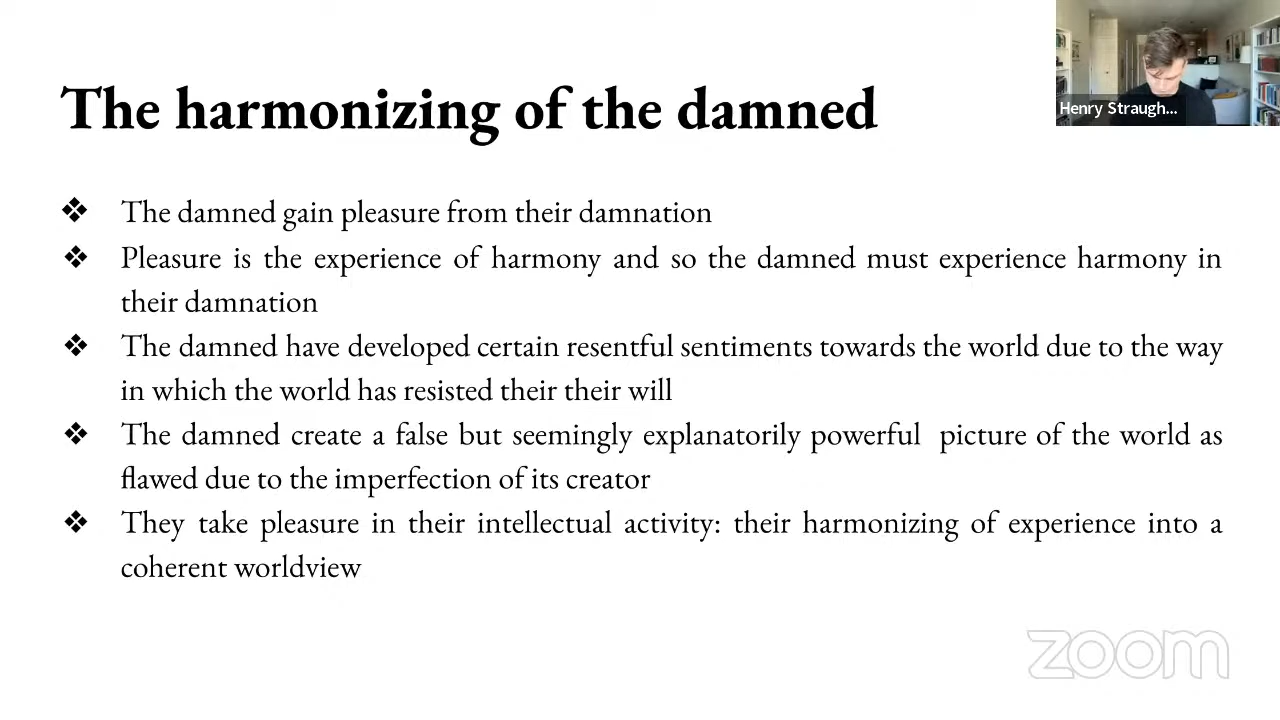 The harmonizing of the damned
Henry Straugh...
❖ The damned gain pleasure from their damnation
❖ Pleasure is the experience of harmony and so the damned must experience harmony in
their damnation
❖ The damned have developed certain resentful sentiments towards the world due to the way
in which the world has resisted their their will
❖ The damned create a false but seemingly explanatorily powerful  picture of the world as
flawed due to the imperfection of its creator
❖ They take pleasure in their intellectual activity: their harmonizing of experience into a
coherent worldview
zoom